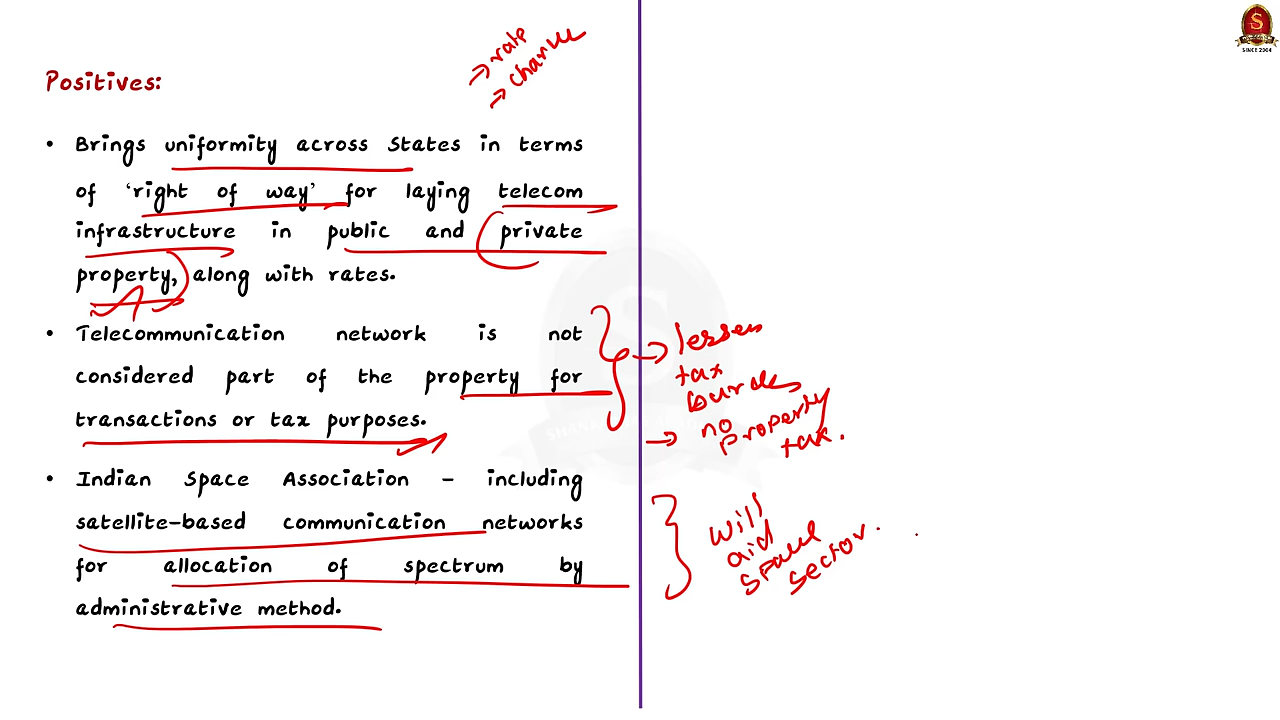 → rate
→ charge
Positives:
• Brings uniformity across States in terms
of ‘right of way’ for laying telecom
infrastructure in public and private
property, along with rates.
• Telecommunication network is not
considered part of the property for
transactions or tax purposes.
→ lesser
tax
burden
→ no
property
tax.
• Indian Space Association – including
satellite-based communication networks
for allocation of spectrum by
administrative method.
will
aid
space
sector.
S
SINCE 2004